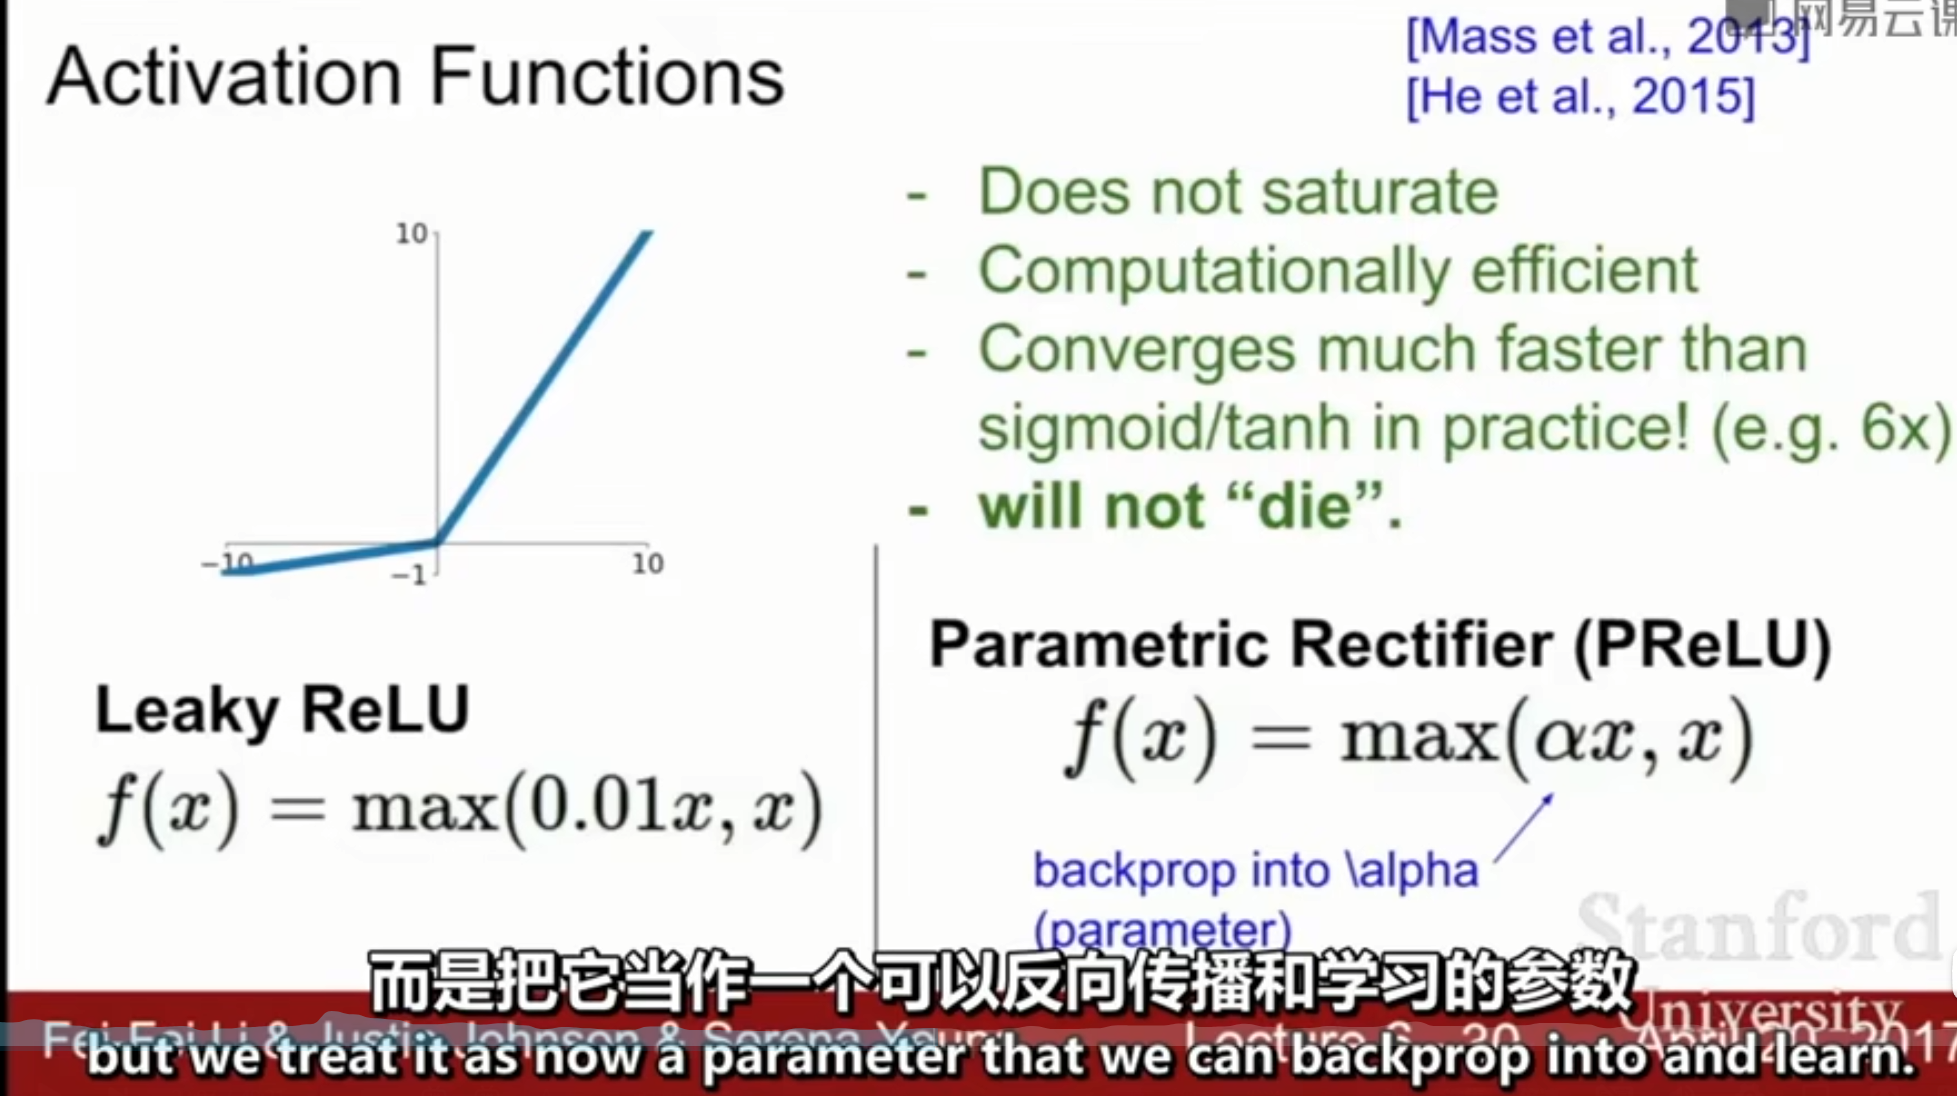 网易云课
[Mass et al., 2013]
[He et al., 2015]
Activation Functions
- Does not saturate
- Computationally efficient
- Converges much faster than
sigmoid/tanh in practice! (e.g. 6x)
- will not “die”.
10
−10
−1
10
Leaky ReLU
f(x) = max(0.01x, x)
Parametric Rectifier (PReLU)
f(x) = max(αx, x)
backprop into \alpha
(parameter)
Stanford
University
而是把它当作一个可以反向传播和学习的参数
Fei-Fei Li & Justin Johnson & Serena Yeung
Lecture 6 - 30
April 20, 2017
but we treat it as now a parameter that we can backprop into and learn.